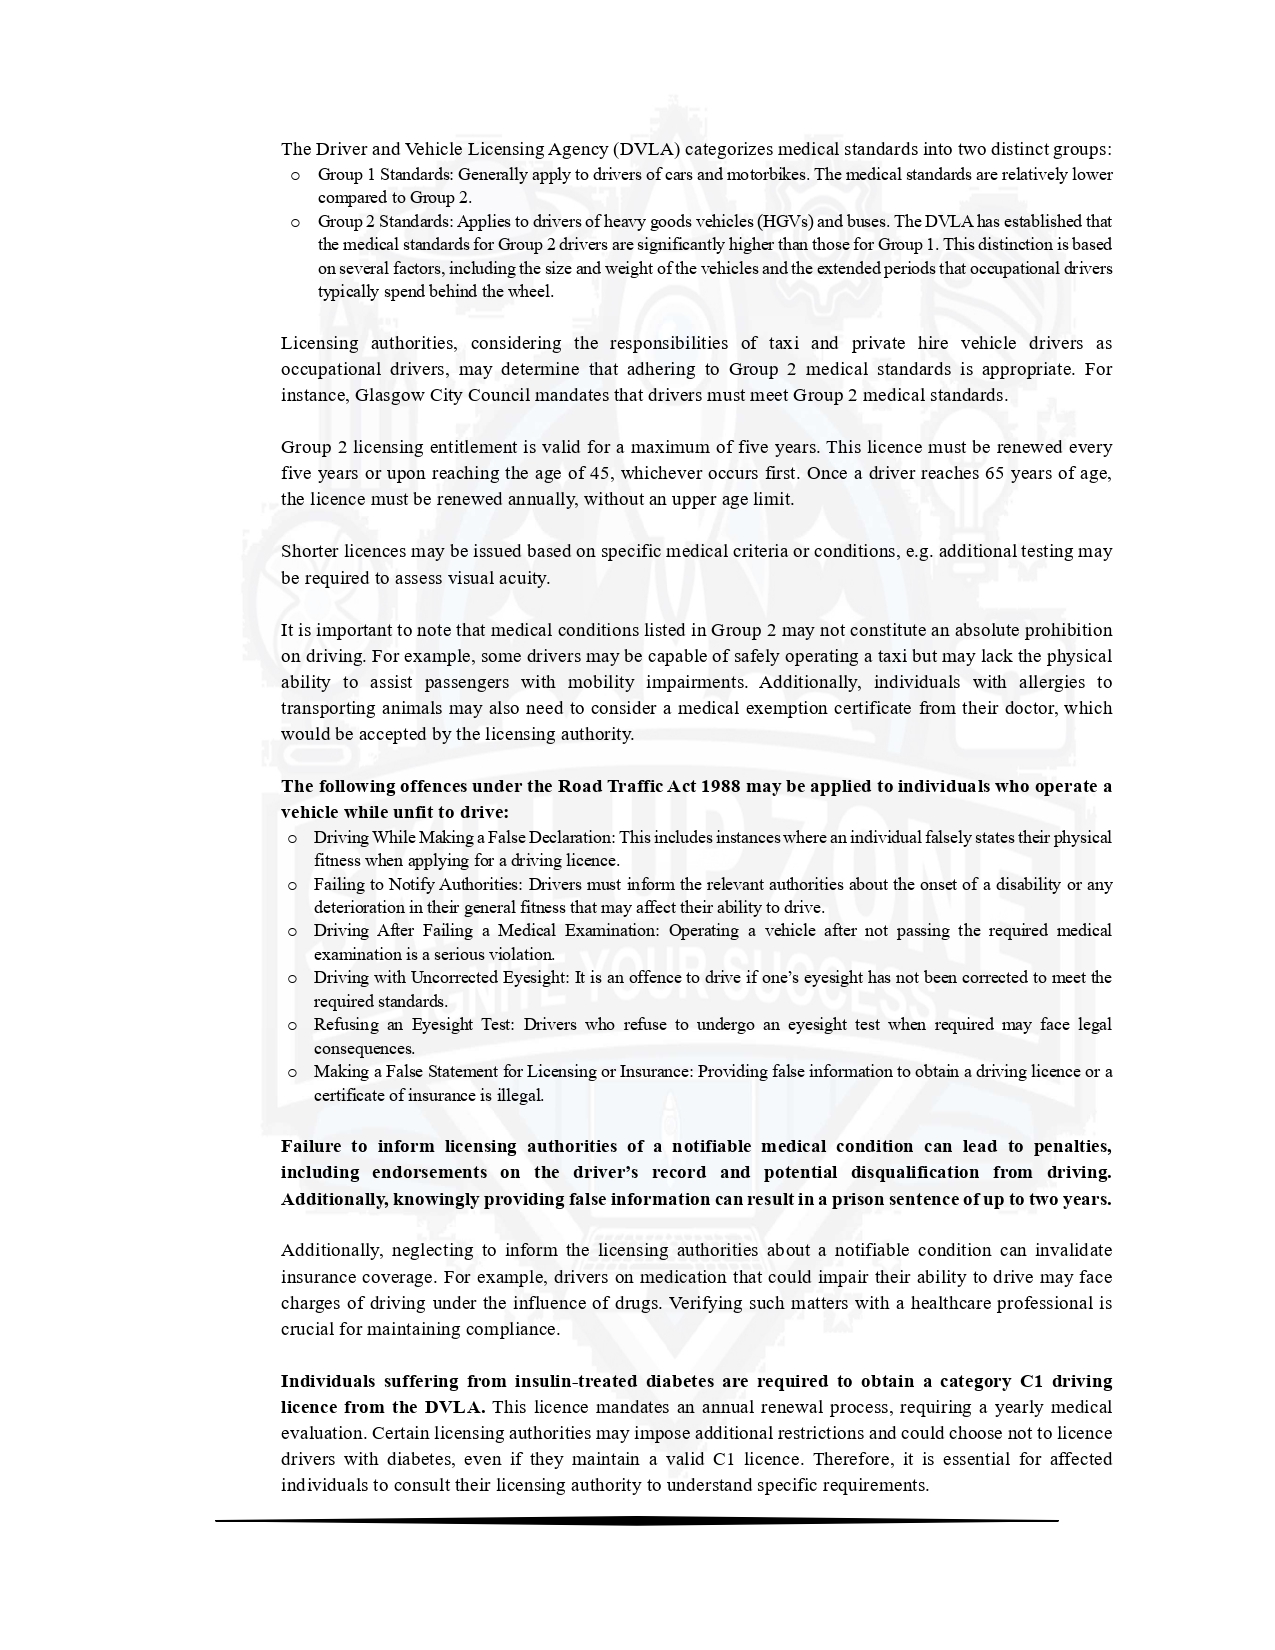 The Driver and Vehicle Licensing Agency (DVLA) categorizes medical standards into two distinct groups:
o Group 1 Standards: Generally apply to drivers of cars and motorbikes. The medical standards are relatively lower
compared to Group 2.
o Group 2 Standards: Applies to drivers of heavy goods vehicles (HGVs) and buses. The DVLA has established that
the medical standards for Group 2 drivers are significantly higher than those for Group 1. This distinction is based
on several factors, including the size and weight of the vehicles and the extended periods that occupational drivers
typically spend behind the wheel.
Licensing authorities, considering the responsibilities of taxi and private hire vehicle drivers as
occupational drivers, may determine that adhering to Group 2 medical standards is appropriate. For
instance, Glasgow City Council mandates that drivers must meet Group 2 medical standards.
Group 2 licensing entitlement is valid for a maximum of five years. This licence must be renewed every
five years or upon reaching the age of 45, whichever occurs first. Once a driver reaches 65 years of age,
the licence must be renewed annually, without an upper age limit.
Shorter licences may be issued based on specific medical criteria or conditions, e.g. additional testing may
be required to assess visual acuity.
It is important to note that medical conditions listed in Group 2 may not constitute an absolute prohibition
on driving. For example, some drivers may be capable of safely operating a taxi but may lack the physical
ability to assist passengers with mobility impairments. Additionally, individuals with allergies to
transporting animals may also need to consider a medical exemption certificate from their doctor, which
would be accepted by the licensing authority.
The following offences under the Road Traffic Act 1988 may be applied to individuals who operate a
vehicle while unfit to drive:
o Driving While Making a False Declaration: This includes instances where an individual falsely states their physical
fitness when applying for a driving licence.
o Failing to Notify Authorities: Drivers must inform the relevant authorities about the onset of a disability or any
deterioration in their general fitness that may affect their ability to drive.
o Driving After Failing a Medical Examination: Operating a vehicle after not passing the required medical
examination is a serious violation.
o Driving with Uncorrected Eyesight: It is an offence to drive if one’s eyesight has not been corrected to meet the
required standards.
o Refusing an Eyesight Test: Drivers who refuse to undergo an eyesight test when required may face legal
consequences.
o Making a False Statement for Licensing or Insurance: Providing false information to obtain a driving licence or a
certificate of insurance is illegal.
Failure to inform licensing authorities of a notifiable medical condition can lead to penalties,
including endorsements on the driver’s record and potential disqualification from driving.
Additionally, knowingly providing false information can result in a prison sentence of up to two years.
Additionally, neglecting to inform the licensing authorities about a notifiable condition can invalidate
insurance coverage. For example, drivers on medication that could impair their ability to drive may face
charges of driving under the influence of drugs. Verifying such matters with a healthcare professional is
crucial for maintaining compliance.
Individuals suffering from insulin-treated diabetes are required to obtain a category C1 driving
licence from the DVLA. This licence mandates an annual renewal process, requiring a yearly medical
evaluation. Certain licensing authorities may impose additional restrictions and could choose not to licence
drivers with diabetes, even if they maintain a valid C1 licence. Therefore, it is essential for affected
individuals to consult their licensing authority to understand specific requirements.
UP ZONE
IGNITE YOUR SUCCESS